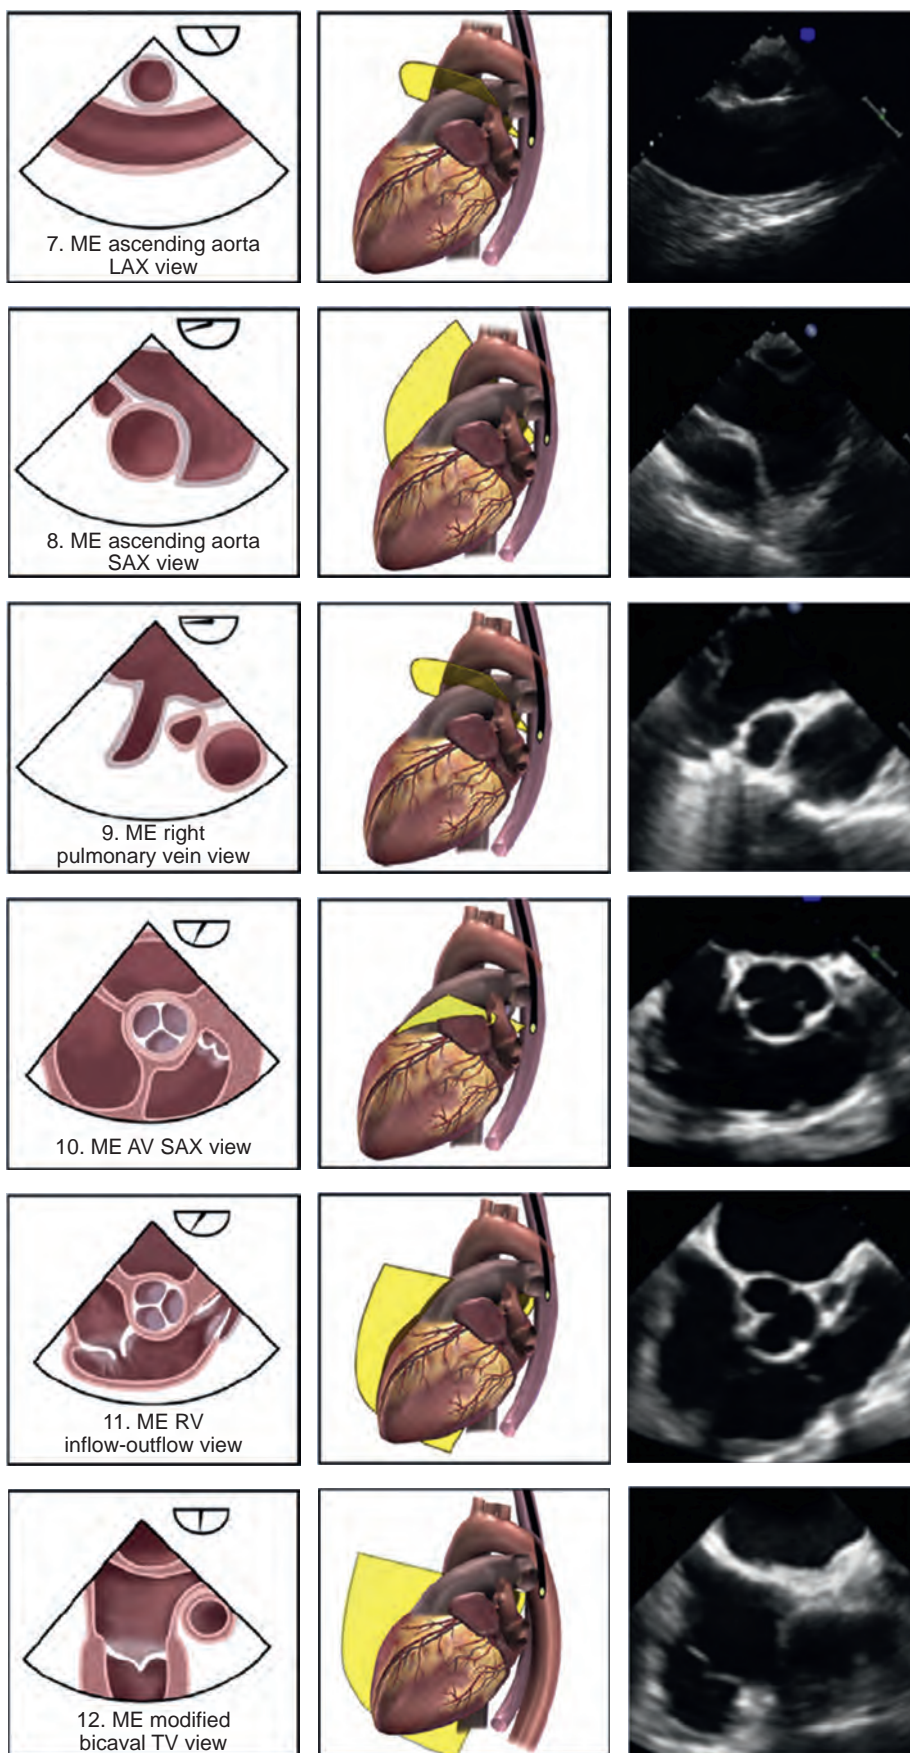 7. ME ascending aorta
LAX view
8. ME ascending aorta
SAX view
9. ME right
pulmonary vein view
10. ME AV SAX view
11. ME RV
inflow-outflow view
12. ME modified
bicaval TV view